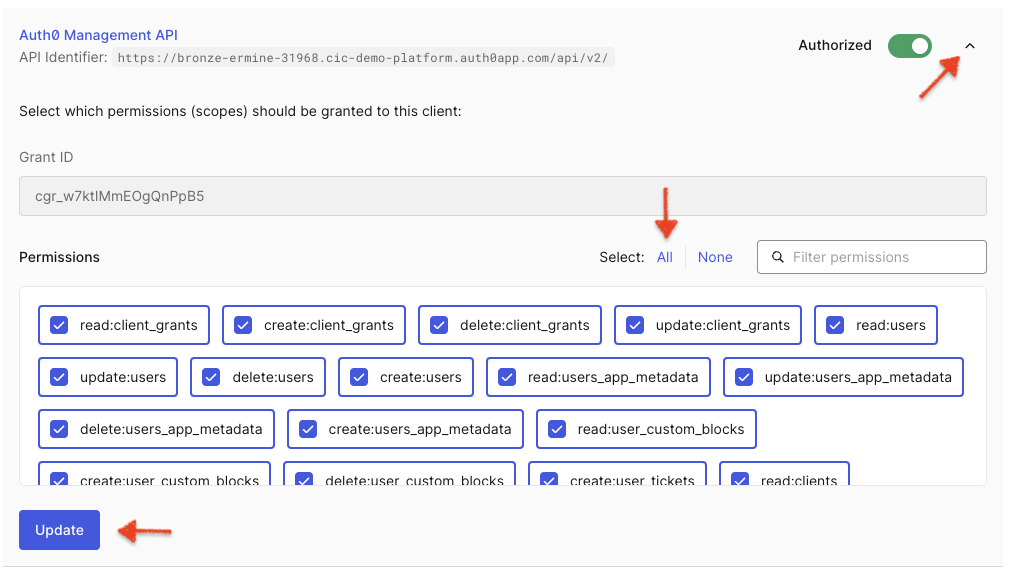 Auth0 Management API
Authorized
API Identifier: https://bronze-ermine-31968.cic-demo-platform.auth0app.com/api/v2/
Select which permissions (scopes) should be granted to this client:
Grant ID
cgr_w7ktlMmEOgQnPpB5
Permissions Select: All None Filter permissions
read:client_grants create:client_grants delete:client_grants update:client_grants read:users
update:users delete:users create:users read:users_app_metadata update:users_app_metadata
delete:users_app_metadata create:users_app_metadata read:user_custom_blocks
create:user_custom_blocks delete:user_custom_blocks create:user_tickets read:clients
Update